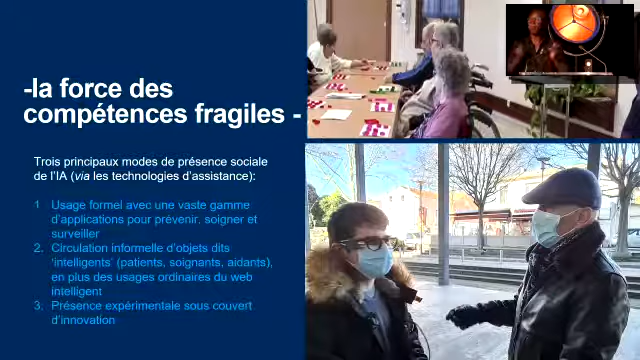 -la force des
compétences fragiles -
Trois principaux modes de présence sociale
de l'IA (via les technologies d'assistance):
1 Usage formel avec une vaste gamme
d'applications pour prévenir, soigner et
surveiller
2. Circulation informelle d'objets dits
'intelligents' (patients, soignants, aidants),
en plus des usages ordinaires du web
intelligent
3. Présence expérimentale sous couvert
d'innovation